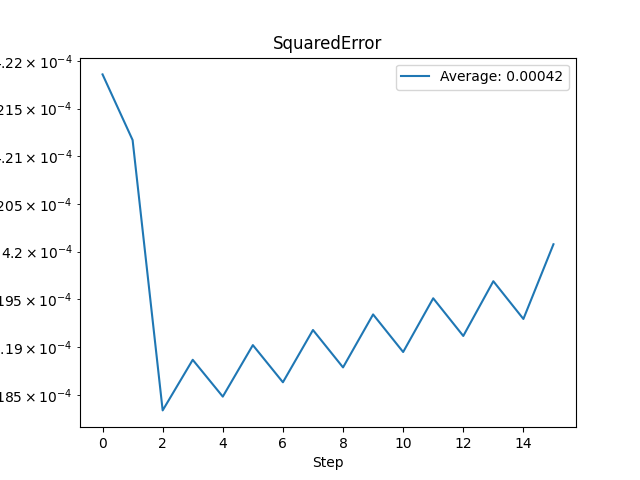 SquaredError
Average: 0.00042
4.22 × 10⁻⁴
215 × 10⁻⁴
4.21 × 10⁻⁴
205 × 10⁻⁴
4.2 × 10⁻⁴
195 × 10⁻⁴
.19 × 10⁻⁴
185 × 10⁻⁴
0 2 4 6 8 10 12 14
Step